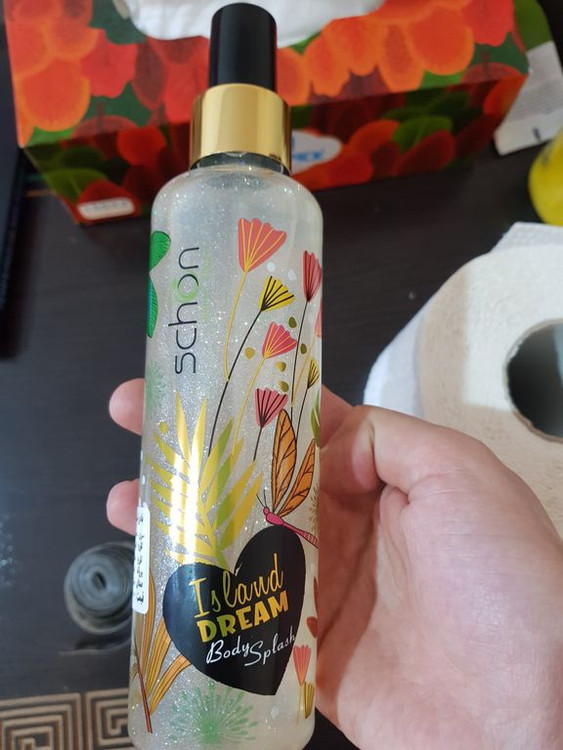 schön
Island
DREAM
Body Splash